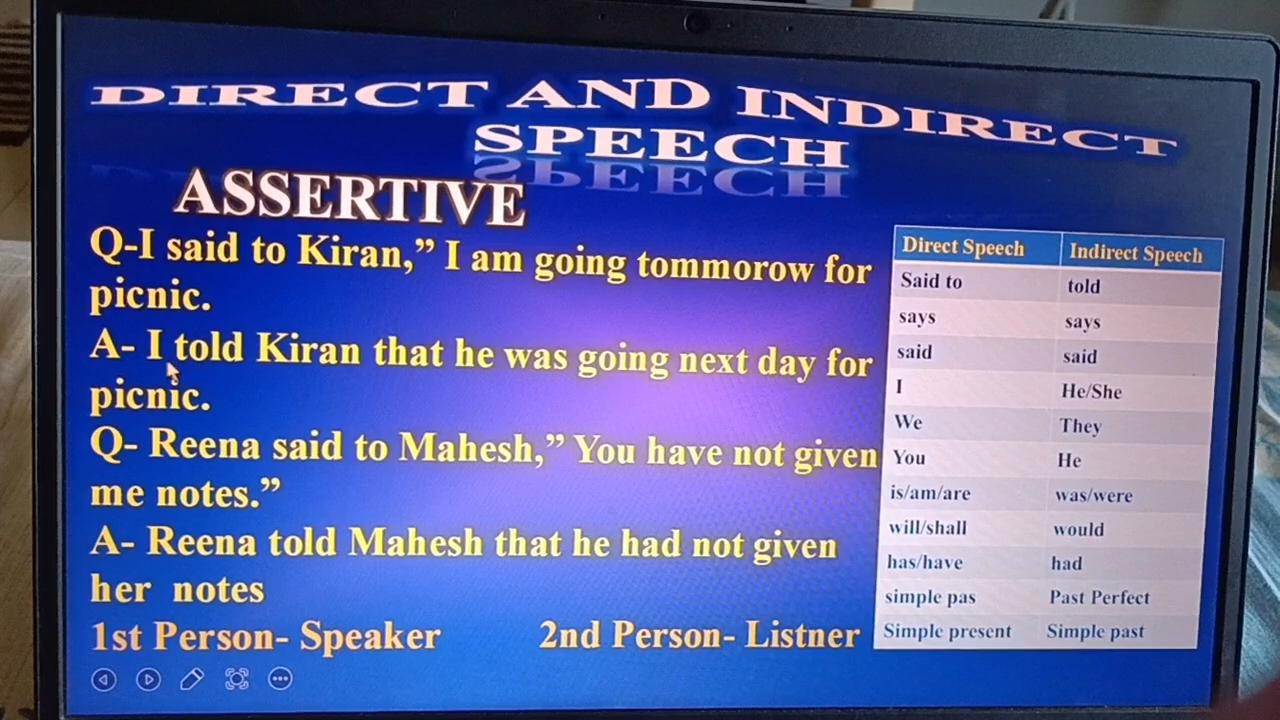 DIRECT AND INDIRECT
SPEECH
ASSERTIVE
Q-I said to Kiran,” I am going tommorow for
picnic.
A- I told Kiran that he was going next day for
picnic.
Q- Reena said to Mahesh,” You have not given
me notes.”
A- Reena told Mahesh that he had not given
her notes
1st Person- Speaker 2nd Person- Listner
Direct Speech Indirect Speech
Said to told
says says
said said
I He/She
We They
You He
is/am/are was/were
will/shall would
has/have had
simple pas Past Perfect
Simple present Simple past